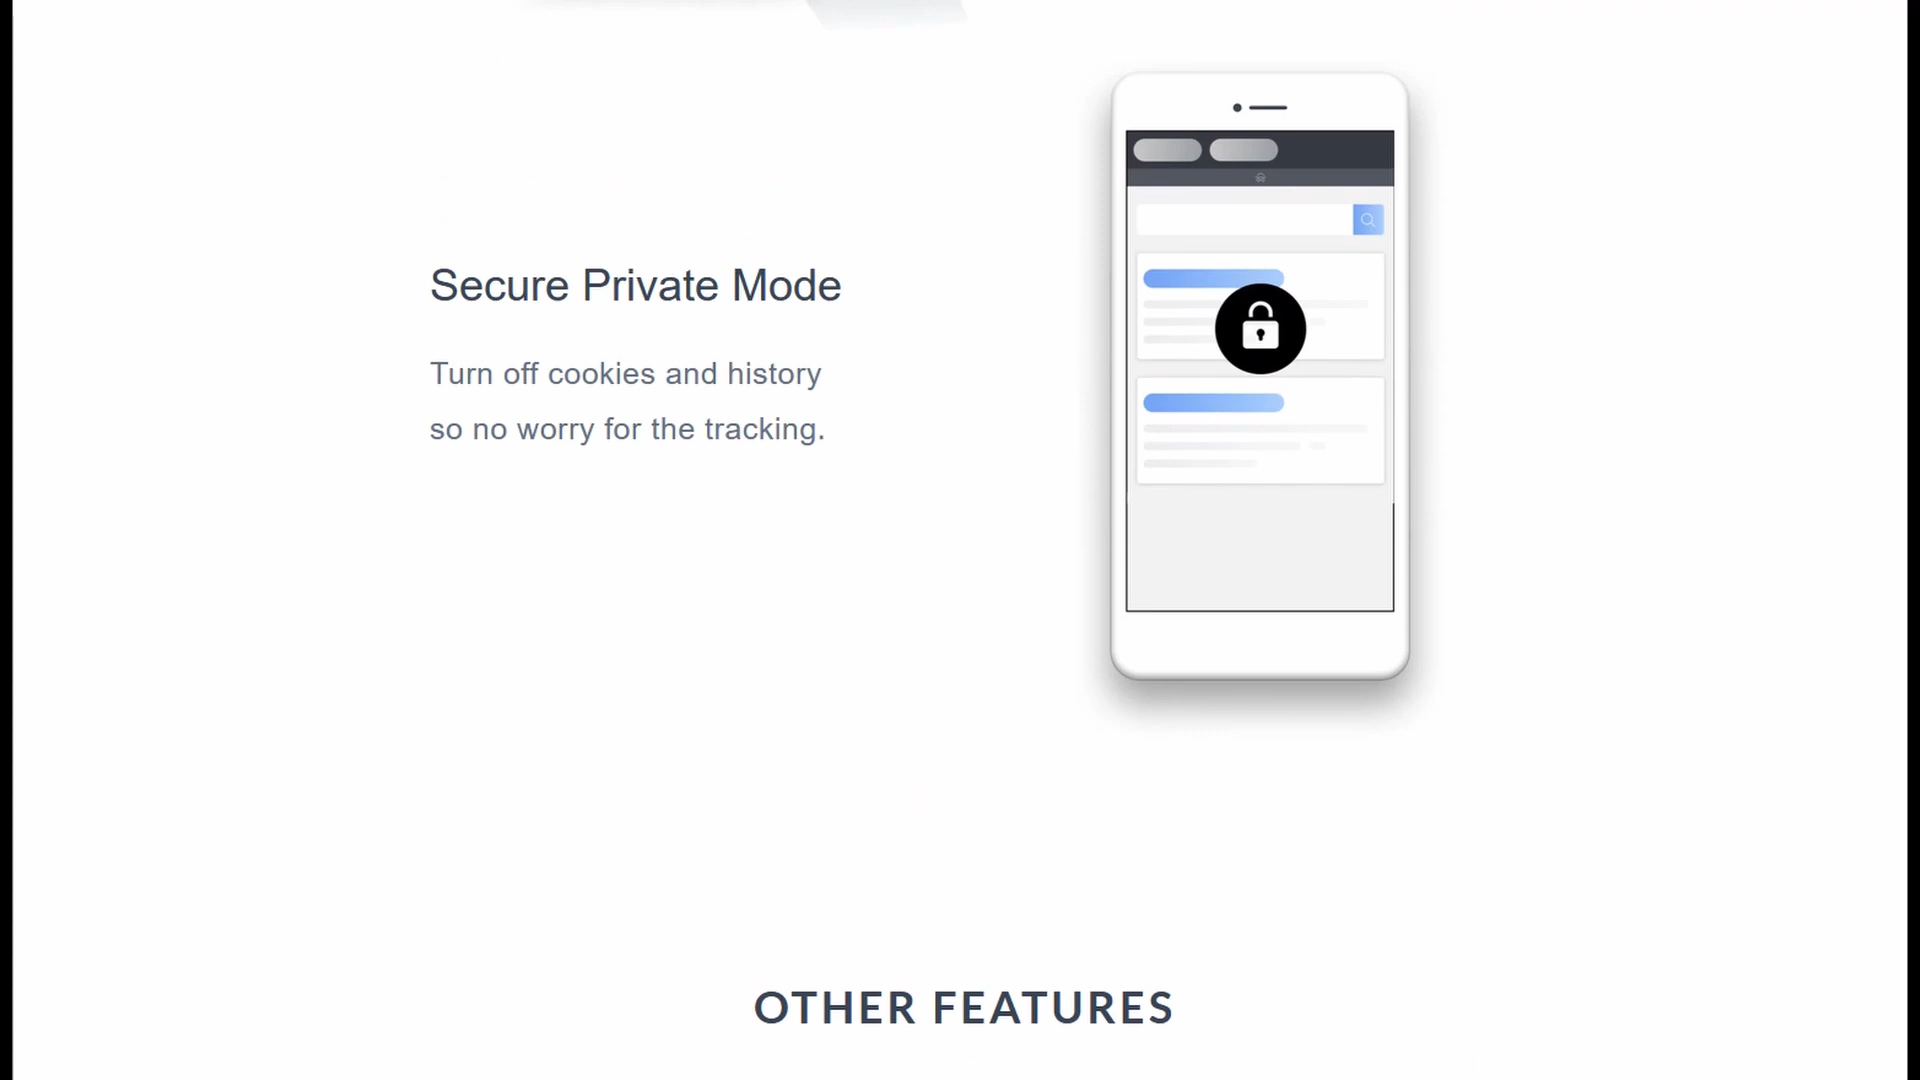 Secure Private Mode
Turn off cookies and history
so no worry for the tracking.
OTHER FEATURES